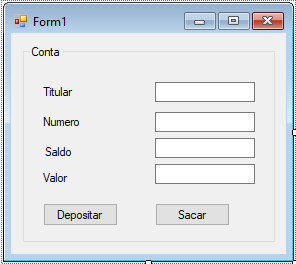 Form1
Conta
Titular
Numero
Saldo
Valor
Depositar Sacar